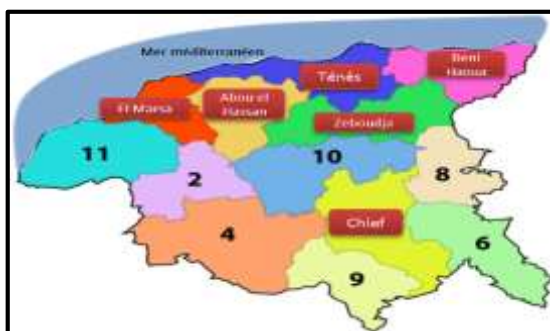 Mer méditerranéen
Ténès
Beni
Haoua
El Marsa
Abou el
Hassan
Zeboudja
11
2
10
8
4
Chlef
6
9